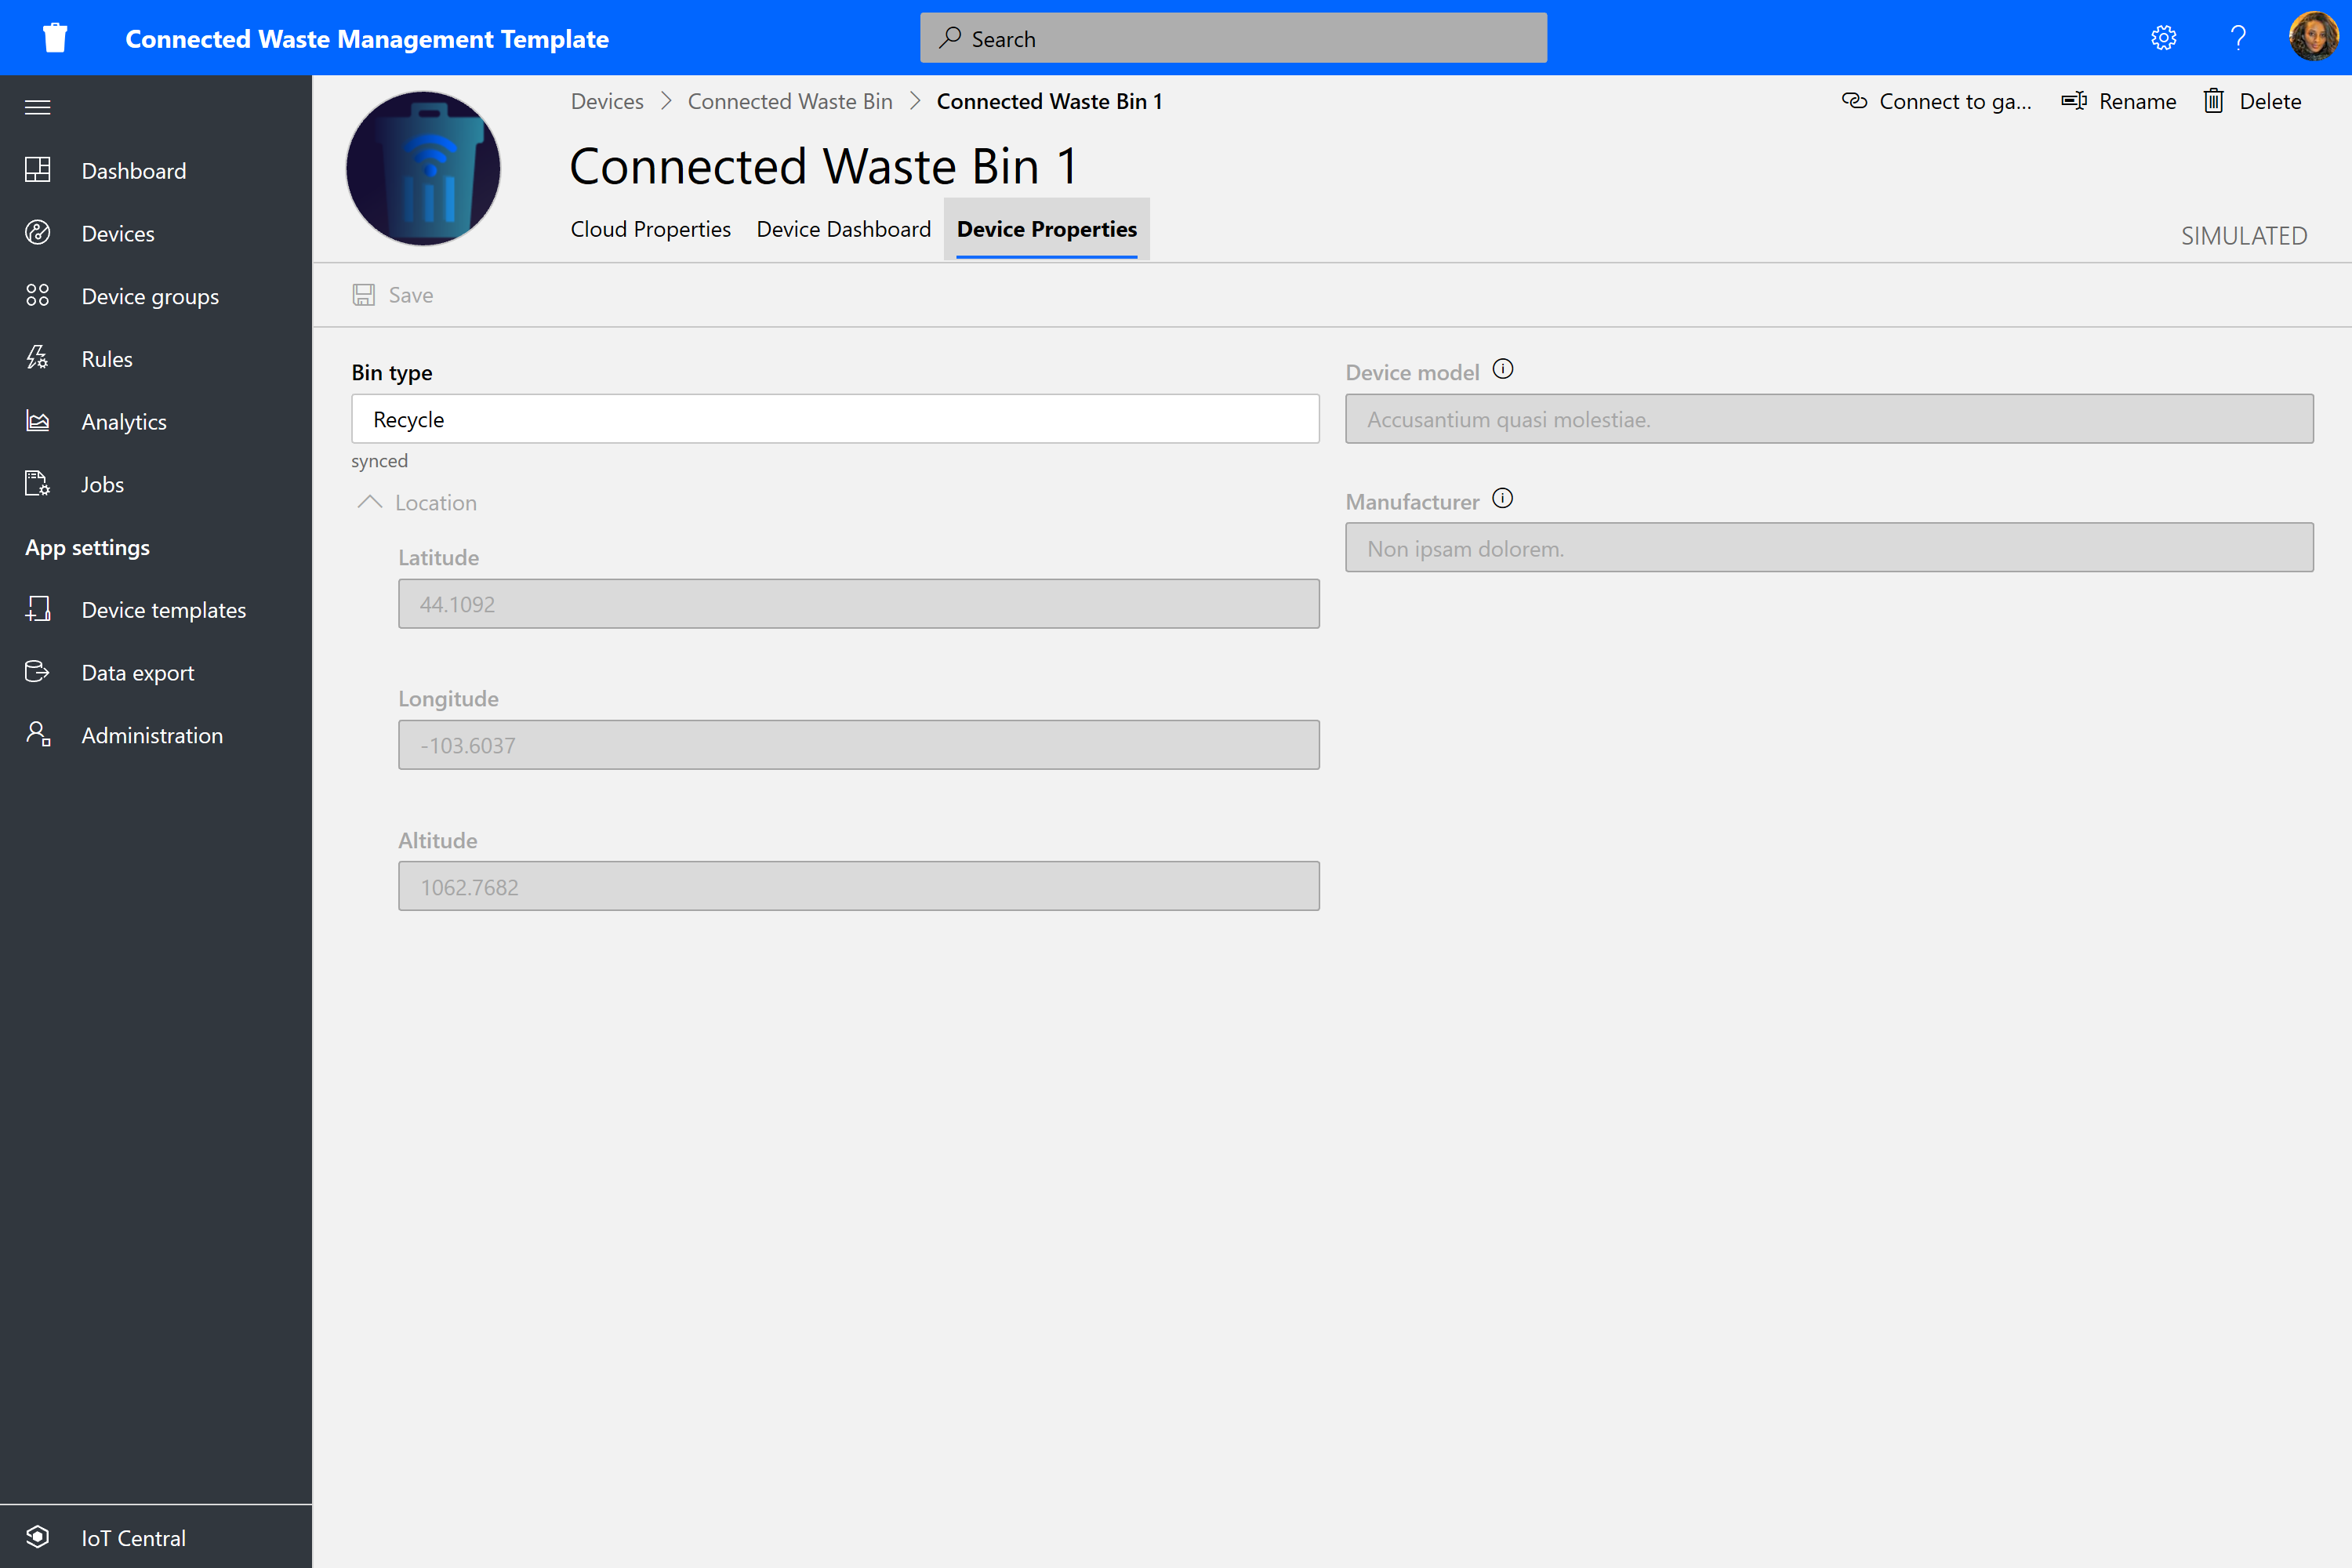 Connected Waste Management Template
Search
Dashboard
Devices
Device groups
Rules
Analytics
Jobs
App settings
Device templates
Data export
Administration
IoT Central
Devices > Connected Waste Bin > Connected Waste Bin 1
Connect to ga...
Rename
Delete
Connected Waste Bin 1
Cloud Properties
Device Dashboard
Device Properties
SIMULATED
Save
Bin type
Recycle
synced
Location
Latitude
44.1092
Longitude
-103.6037
Altitude
1062.7682
Device model
Accusantium quasi molestiae.
Manufacturer
Non ipsam dolorem.